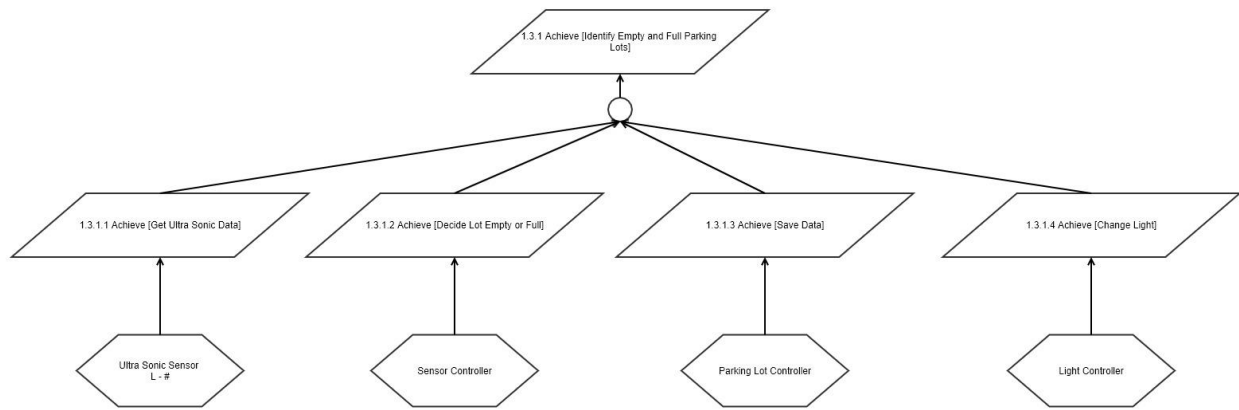 1.3.1 Achieve [Identify Empty and Full Parking
Lots]
1.3.1.1 Achieve [Get Ultra Sonic Data]
1.3.1.2 Achieve [Decide Lot Empty or Full]
1.3.1.3 Achieve [Save Data]
1.3.1.4 Achieve [Change Light]
Ultra Sonic Sensor
L - #
Sensor Controller
Parking Lot Controller
Light Controller